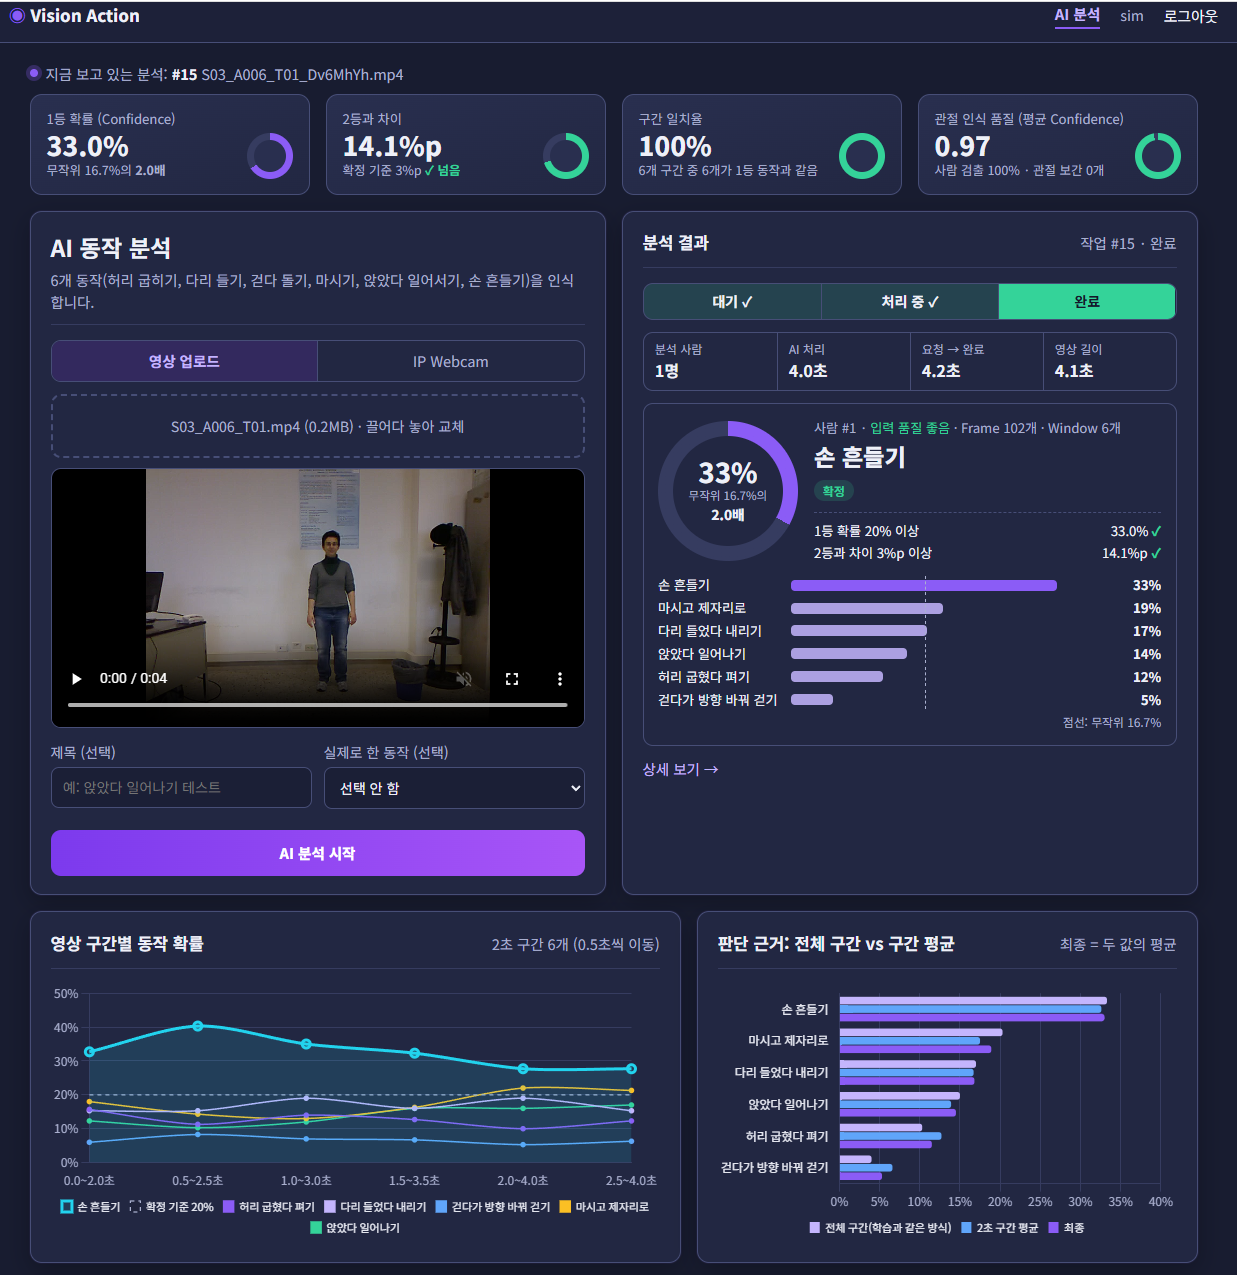 Vision Action
AI 분석 sim 로그아웃
지금 보고 있는 분석: #15 S03_A006_T01_Dv6MhYh.mp4
1등 확률 (Confidence)
33.0%
무작위 16.7%의 2.0배
2등과 차이
14.1%p
확정 기준 3%p ✓ 넘음
구간 일치율
100%
6개 구간 중 6개가 1등 동작과 같음
관절 인식 품질 (평균 Confidence)
0.97
사람 검출 100% · 관절 보간 0개
AI 동작 분석
6개 동작(허리 굽히기, 다리 들기, 걷다 돌기, 마시기, 앉았다 일어서기, 손 흔들기)을 인식
합니다.
영상 업로드 IP Webcam
S03_A006_T01.mp4 (0.2MB) · 끌어다 놓아 교체
0:00 / 0:04
제목 (선택) 실제로 한 동작 (선택)
예: 앉았다 일어나기 테스트 선택 안 함
AI 분석 시작
분석 결과 작업 #15 · 완료
대기 ✓ 처리 중 ✓ 완료
분석 사람 AI 처리 요청 → 완료 영상 길이
1명 4.0초 4.2초 4.1초
33%
무작위 16.7%의
2.0배
사람 #1 · 입력 품질 좋음 · Frame 102개 · Window 6개
손 흔들기
확정
1등 확률 20% 이상 33.0% ✓
2등과 차이 3%p 이상 14.1%p ✓
손 흔들기 33%
마시고 제자리로 19%
다리 들었다 내리기 17%
앉았다 일어나기 14%
허리 굽혔다 펴기 12%
걷다가 방향 바꿔 걷기 5%
점선: 무작위 16.7%
상세 보기 →
영상 구간별 동작 확률 2초 구간 6개 (0.5초씩 이동)
50%
40%
30%
20%
10%
0%
0.0~2.0초 0.5~2.5초 1.0~3.0초 1.5~3.5초 2.0~4.0초 2.5~4.0초
손 흔들기 확정 기준 20% 허리 굽혔다 펴기 다리 들었다 내리기 걷다가 방향 바꿔 걷기 마시고 제자리로
앉았다 일어나기
판단 근거: 전체 구간 vs 구간 평균 최종 = 두 값의 평균
손 흔들기
마시고 제자리로
다리 들었다 내리기
앉았다 일어나기
허리 굽혔다 펴기
걷다가 방향 바꿔 걷기
0% 5% 10% 15% 20% 25% 30% 35% 40%
전체 구간(학습과 같은 방식) 2초 구간 평균 최종